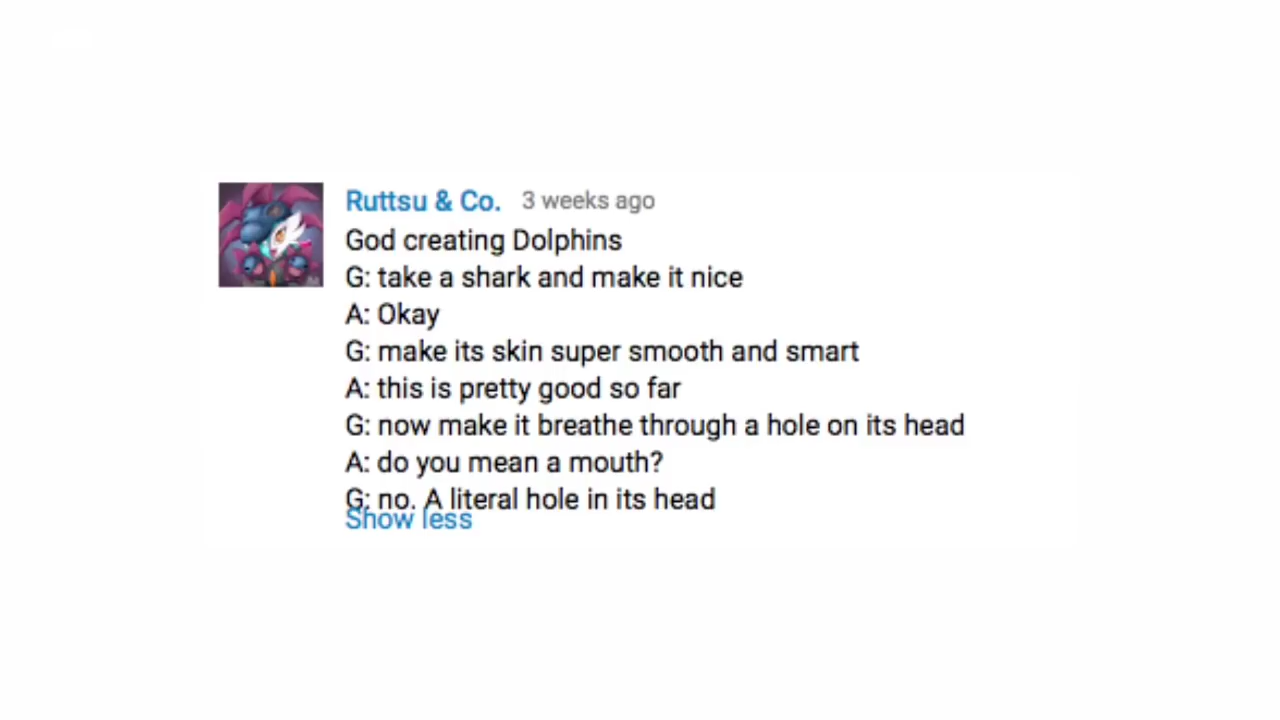 Ruttsu & Co. 3 weeks ago
God creating Dolphins
G: take a shark and make it nice
A: Okay
G: make its skin super smooth and smart
A: this is pretty good so far
G: now make it breathe through a hole on its head
A: do you mean a mouth?
G: no. A literal hole in its head
Show less